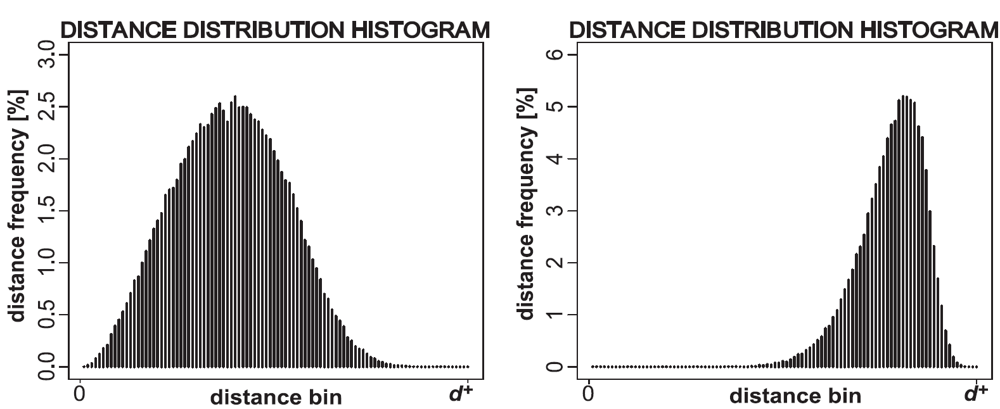 DISTANCE DISTRIBUTION HISTOGRAM
distance frequency [%]
3.0
2.5
2.0
1.5
1.0
0.5
0.0
0
d+
distance bin
DISTANCE DISTRIBUTION HISTOGRAM
distance frequency [%]
6
5
4
3
2
1
0
0
d+
distance bin